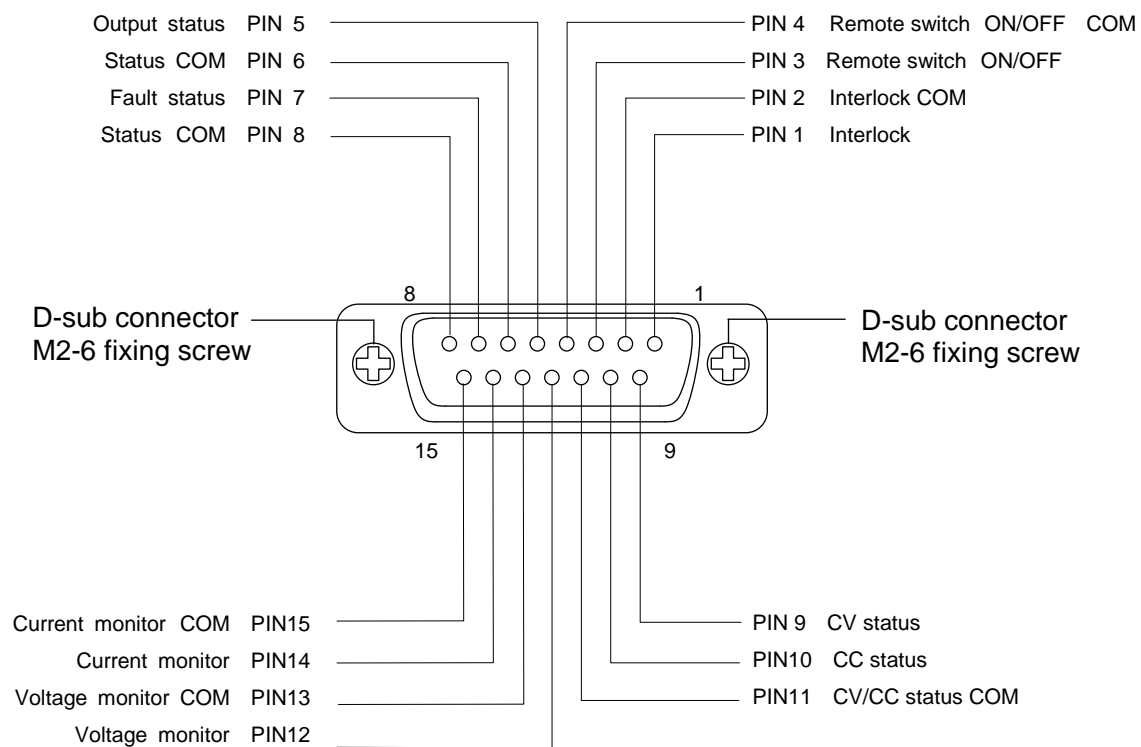 Output status PIN 5
Status COM PIN 6
Fault status PIN 7
Status COM PIN 8
PIN 4 Remote switch ON/OFF COM
PIN 3 Remote switch ON/OFF
PIN 2 Interlock COM
PIN 1 Interlock
8
1
D-sub connector
M2-6 fixing screw
D-sub connector
M2-6 fixing screw
15
9
Current monitor COM PIN15
Current monitor PIN14
Voltage monitor COM PIN13
Voltage monitor PIN12
PIN 9 CV status
PIN10 CC status
PIN11 CV/CC status COM